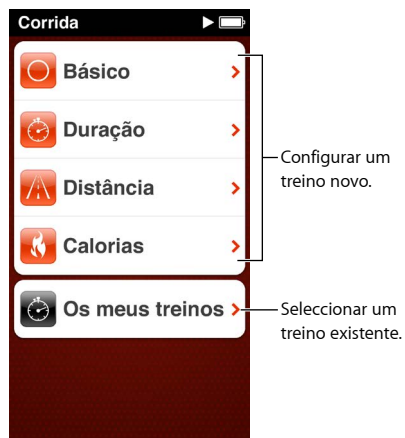 Corrida
Básico
Duração
Distância
Calorias
Os meus treinos
Configurar um
treino novo.
Seleccionar um
treino existente.